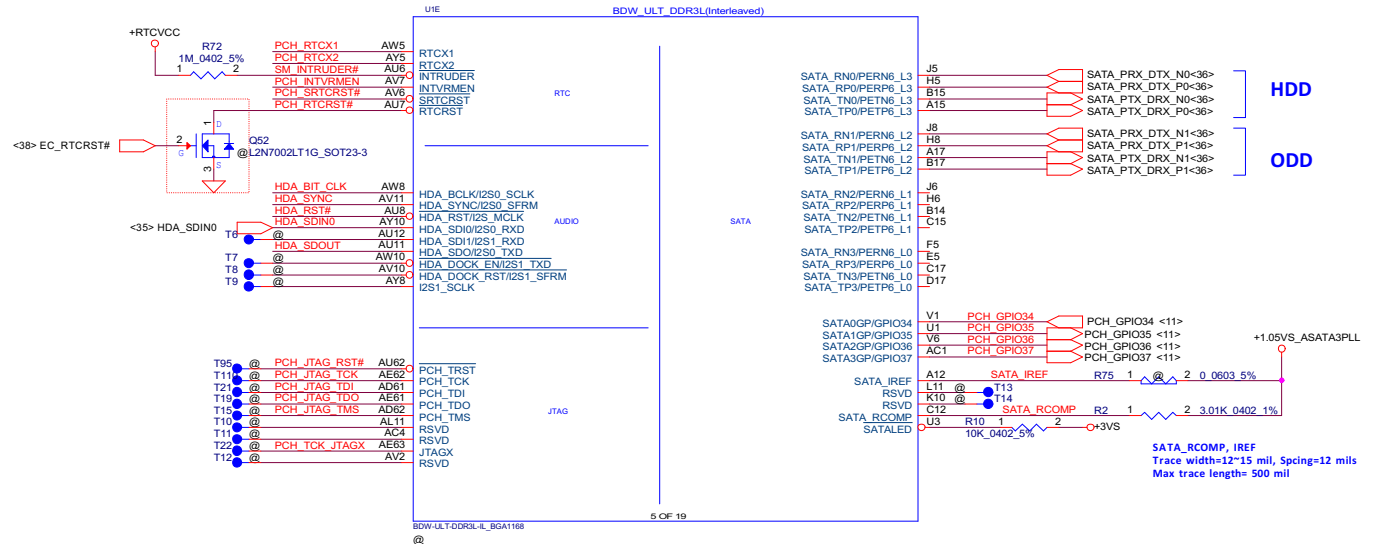 U1E
BDW_ULT_DDR3L(Interleaved)
+RTCVCC
R72
1M_0402_5%
1 2
PCH_RTCX1 AW5 RTCX1
PCH_RTCX2 AY5 RTCX2
SM_INTRUDER# AU6 INTRUDER
PCH_INTVRMEN AV7 INTVRMEN
PCH_SRTCRST# AV6 SRTCRST
PCH_RTCRST# AU7 RTCRST
RTC
<38> EC_RTCRST#
1 D
2 G
3 S
Q52
@L2N7002LT1G_SOT23-3
HDA_BIT_CLK AW8 HDA_BCLK/I2S0_SCLK
HDA_SYNC AV11 HDA_SYNC/I2S0_SFRM
HDA_RST# AU8 HDA_RST/I2S_MCLK
<35> HDA_SDIN0 HDA_SDIN0 AY10 HDA_SDI0/I2S0_RXD
T6 @ AU12 HDA_SDI1/I2S1_RXD
HDA_SDOUT AU11 HDA_SDO/I2S0_TXD
T7 @ AW10 HDA_DOCK_EN/I2S1_TXD
T8 @ AV10 HDA_DOCK_RST/I2S1_SFRM
T9 @ AY8 I2S1_SCLK
AUDIO
T95 @ PCH_JTAG_RST# AU62 PCH_TRST
T110 @ PCH_JTAG_TCK AE62 PCH_TCK
T21 @ PCH_JTAG_TDI AD61 PCH_TDI
T19 @ PCH_JTAG_TDO AE61 PCH_TDO
T15 @ PCH_JTAG_TMS AD62 PCH_TMS
T10 @ AL11 RSVD
T11 @ AC4 RSVD
T22 @ PCH_TCK_JTAGX AE63 JTAGX
T12 @ AV2 RSVD
JTAG
SATA
SATA_RN0/PERN6_L3 J5 SATA_PRX_DTX_N0<36>
SATA_RP0/PERP6_L3 H5 SATA_PRX_DTX_P0<36>
SATA_TN0/PETN6_L3 B15 SATA_PTX_DRX_N0<36>
SATA_TP0/PETP6_L3 A15 SATA_PTX_DRX_P0<36>
HDD
SATA_RN1/PERN6_L2 J8 SATA_PRX_DTX_N1<36>
SATA_RP1/PERP6_L2 H8 SATA_PRX_DTX_P1<36>
SATA_TN1/PETN6_L2 A17 SATA_PTX_DRX_N1<36>
SATA_TP1/PETP6_L2 B17 SATA_PTX_DRX_P1<36>
ODD
SATA_RN2/PERN6_L1 J6
SATA_RP2/PERP6_L1 H6
SATA_TN2/PETN6_L1 B14
SATA_TP2/PETP6_L1 C15
SATA_RN3/PERN6_L0 F5
SATA_RP3/PERP6_L0 E5
SATA_TN3/PETN6_L0 C17
SATA_TP3/PETP6_L0 D17
SATA0GP/GPIO34 V1 PCH_GPIO34 PCH_GPIO34 <11>
SATA1GP/GPIO35 U1 PCH_GPIO35 PCH_GPIO35 <11>
SATA2GP/GPIO36 V6 PCH_GPIO36 PCH_GPIO36 <11>
SATA3GP/GPIO37 AC1 PCH_GPIO37 PCH_GPIO37 <11>
+1.05VS_ASATA3PLL
SATA_IREF A12 SATA_IREF R75 1 @ 2 0_0603_5%
RSVD L11 @ T13
RSVD K10 @ T14
SATA_RCOMP C12 SATA_RCOMP R2 1 2 3.01K_0402_1%
SATALED U3 R10 1 2 +3VS
10K_0402_5%
SATA_RCOMP, IREF
Trace width=12~15 mil, Spcing=12 mils
Max trace length= 500 mil
5 OF 19
BDW-ULT-DDR3L-IL_BGA1168
@